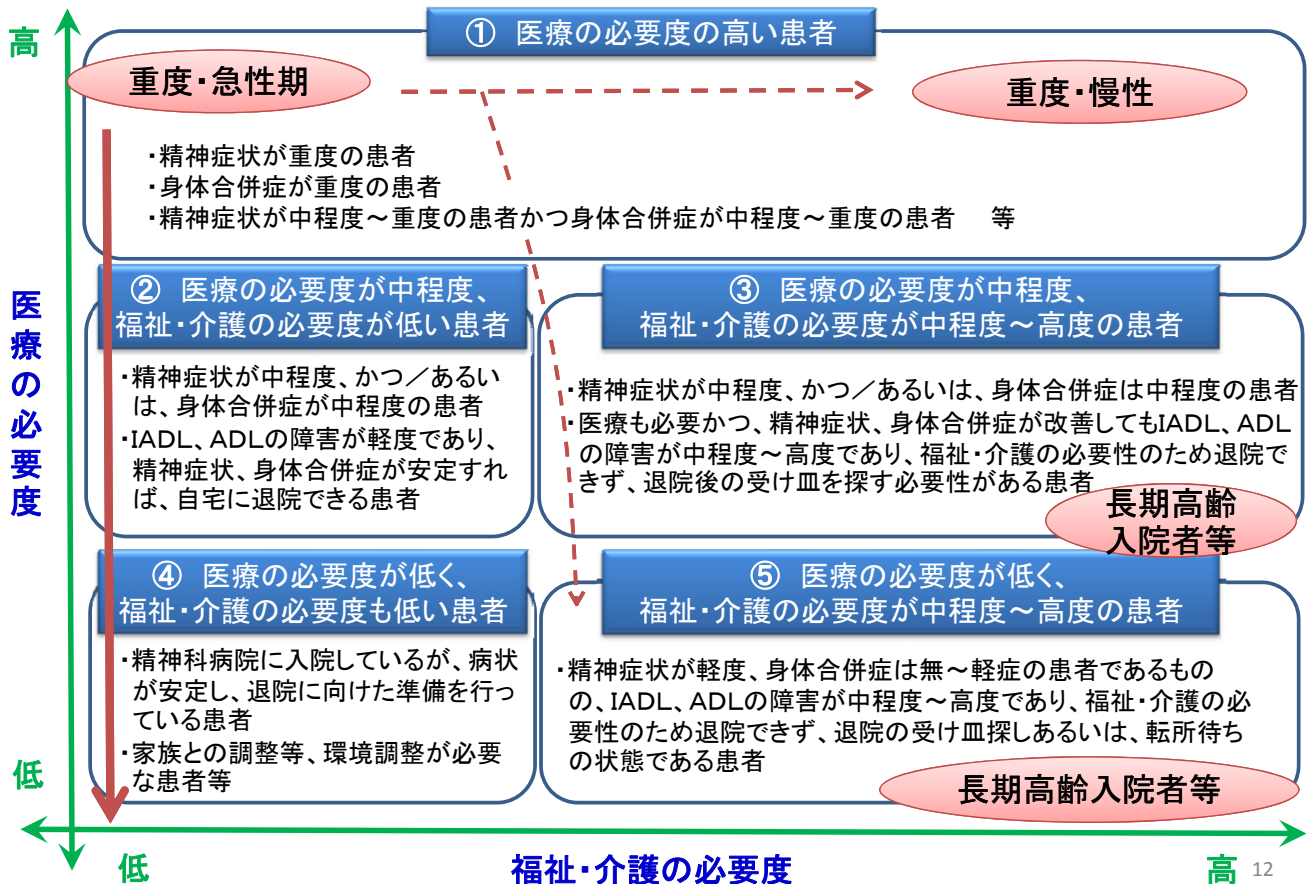 高
① 医療の必要度の高い患者
重度・急性期
重度・慢性
・精神症状が重度の患者
・身体合併症が重度の患者
・精神症状が中程度～重度の患者かつ身体合併症が中程度～重度の患者　等
医療の必要度
② 医療の必要度が中程度、
福祉・介護の必要度が低い患者
・精神症状が中程度、かつ／あるい
は、身体合併症が中程度の患者
・IADL、ADLの障害が軽度であり、
精神症状、身体合併症が安定すれ
ば、自宅に退院できる患者
③ 医療の必要度が中程度、
福祉・介護の必要度が中程度～高度の患者
・精神症状が中程度、かつ／あるいは、身体合併症は中程度の患者
・医療も必要かつ、精神症状、身体合併症が改善してもIADL、ADL
の障害が中程度～高度であり、福祉・介護の必要性のため退院で
きず、退院後の受け皿を探す必要性がある患者
長期高齢
入院者等
④ 医療の必要度が低く、
福祉・介護の必要度も低い患者
・精神科病院に入院しているが、病状
が安定し、退院に向けた準備を行っ
ている患者
・家族との調整等、環境調整が必要
な患者等
⑤ 医療の必要度が低く、
福祉・介護の必要度が中程度～高度の患者
・精神症状が軽度、身体合併症は無～軽症の患者であるもの
の、IADL、ADLの障害が中程度～高度であり、福祉・介護の必
要性のため退院できず、退院の受け皿探しあるいは、転所待ち
の状態である患者
長期高齢入院者等
低
低
福祉・介護の必要度
高
12